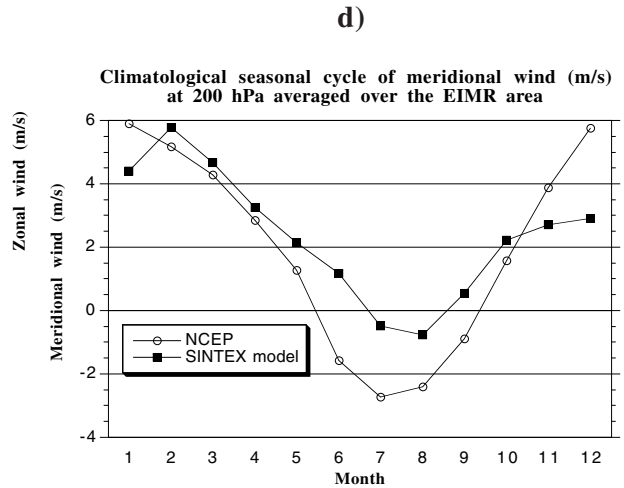 d)
Climatological seasonal cycle of meridional wind (m/s)
at 200 hPa averaged over the EIMR area
Zonal wind (m/s)
Meridional wind (m/s)
6
4
2
0
-2
-4
NCEP
SINTEX model
1 2 3 4 5 6 7 8 9 10 11 12
Month